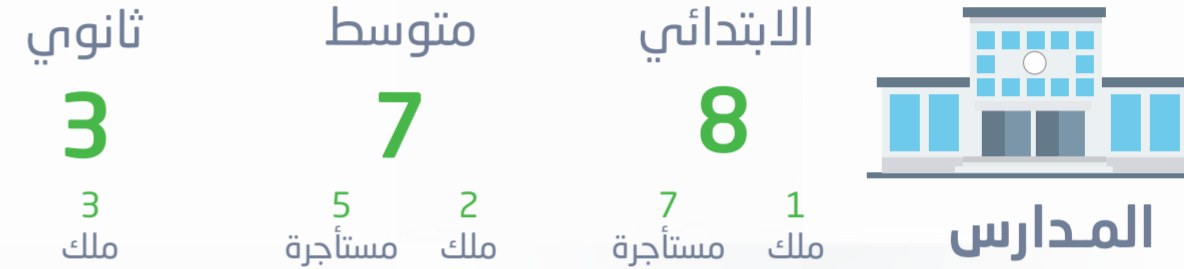 المدارس
الابتدائي
8
1
ملك
7
مستأجرة
متوسط
7
2
ملك
5
مستأجرة
ثانوي
3
3
ملك